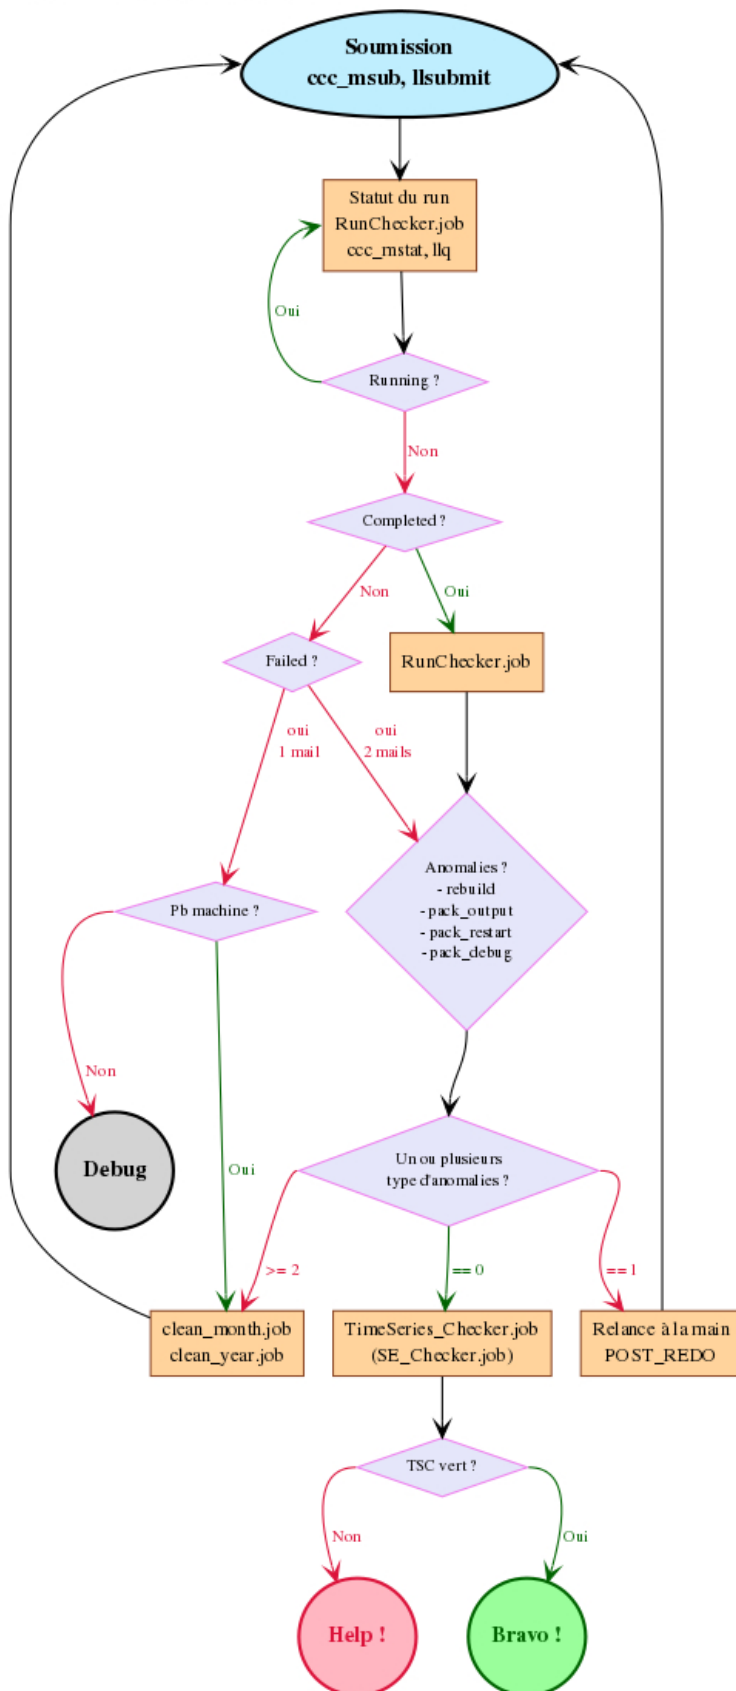 Soumission
ccc_msub, llsubmit
Statut du run
RunChecker.job
ccc_mstat, llq
Oui
Running ?
Non
Completed ?
Non
Oui
Failed ?
RunChecker.job
oui
1 mail
oui
2 mails
Anomalies ?
- rebuild
- pack_output
- pack_restart
- pack_debug
Pb machine ?
Non
Debug
Oui
Un ou plusieurs
type d'anomalies ?
>= 2
== 0
== 1
clean_month.job
clean_year.job
TimeSeries_Checker.job
(SE_Checker.job)
Relance à la main
POST_REDO
TSC vert ?
Non
Oui
Help !
Bravo !